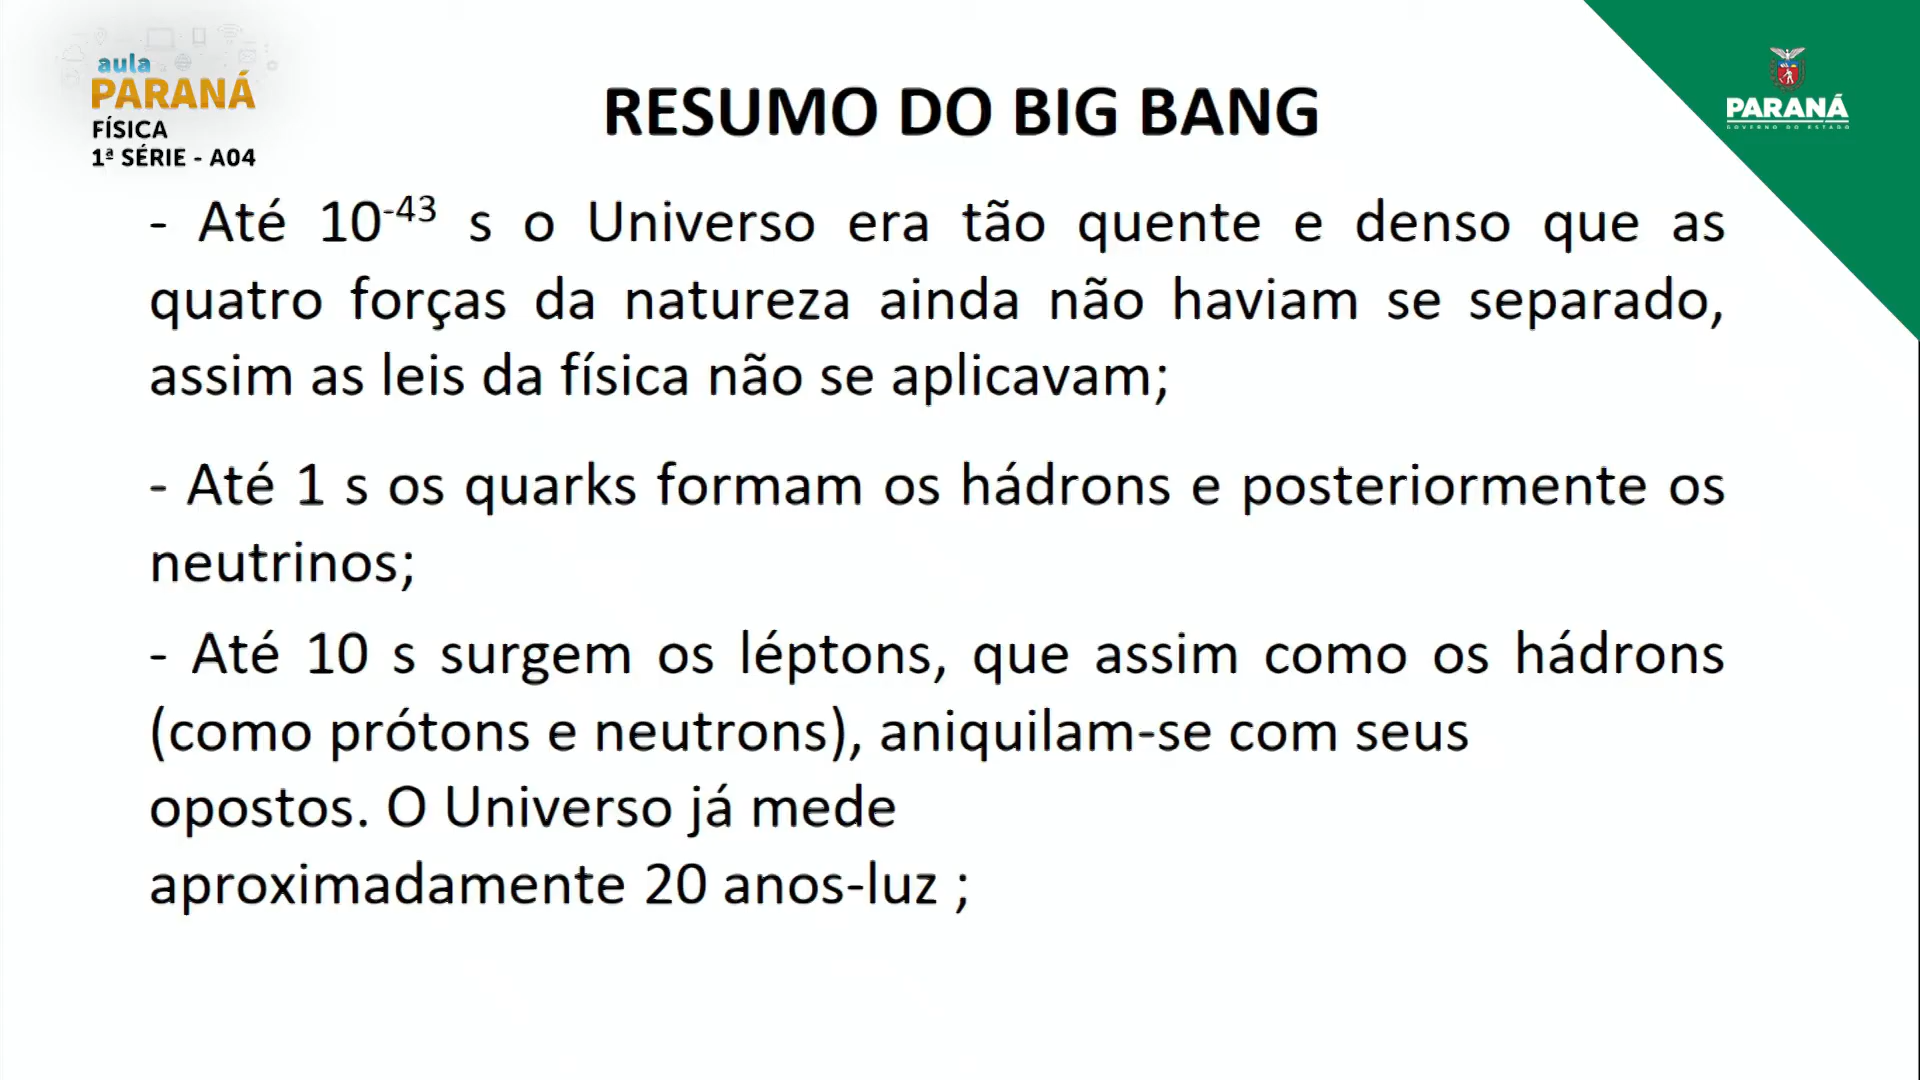 aula
PARANÁ
FÍSICA
1ª SÉRIE - A04
RESUMO DO BIG BANG
PARANÁ
GOVERNO DO ESTADO
- Até 10⁻⁴³ s o Universo era tão quente e denso que as
quatro forças da natureza ainda não haviam se separado,
assim as leis da física não se aplicavam;
- Até 1 s os quarks formam os hádrons e posteriormente os
neutrinos;
- Até 10 s surgem os léptons, que assim como os hádrons
(como prótons e neutrons), aniquilam-se com seus
opostos. O Universo já mede
aproximadamente 20 anos-luz ;